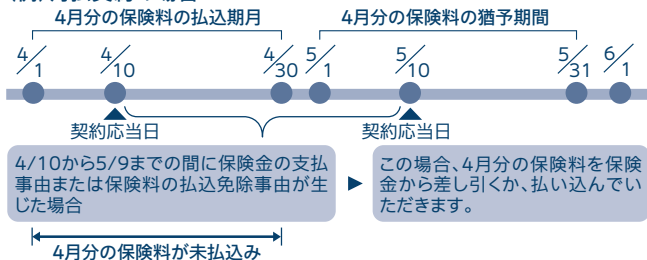 4月分の保険料の払込期月 4月分の保険料の猶予期間
4/1 4/10 4/30 5/1 5/10 5/31 6/1
契約応当日 契約応当日
4/10から5/9までの間に保険金の支払
事由または保険料の払込免除事由が生
じた場合
▶
この場合、4月分の保険料を保険
金から差し引くか、払い込んでい
ただきます。
4月分の保険料が未払込み